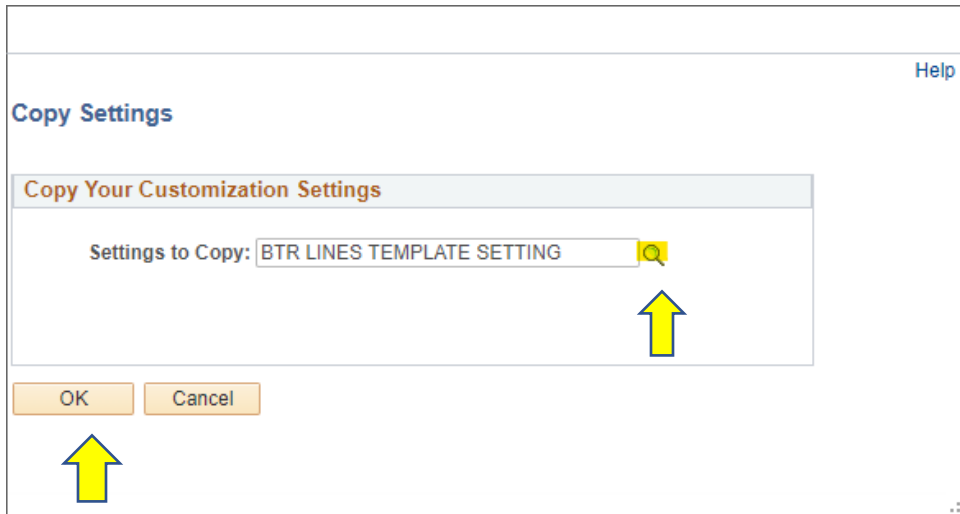 Help
Copy Settings
Copy Your Customization Settings
Settings to Copy: BTR LINES TEMPLATE SETTING
OK Cancel